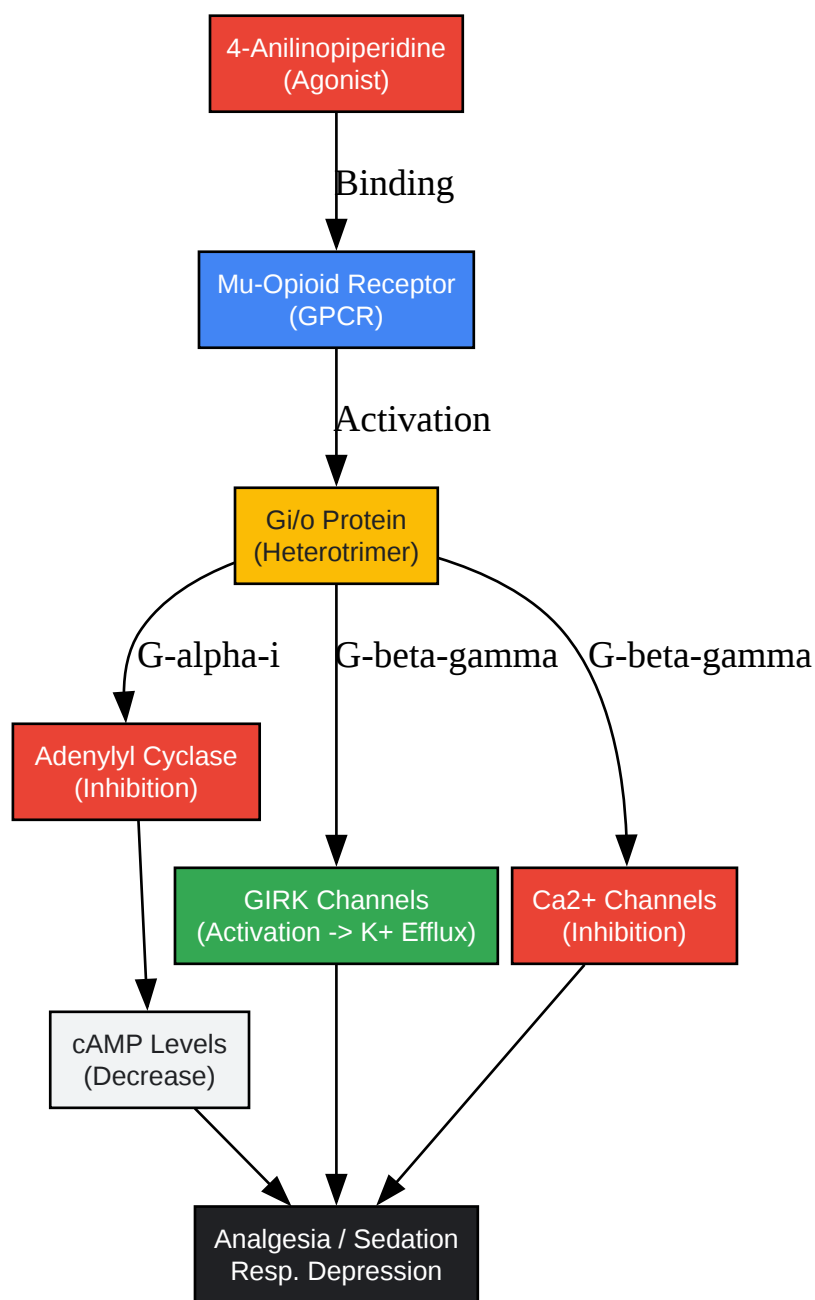 4-Anilinopiperidine
(Agonist)
Binding
Mu-Opioid Receptor
(GPCR)
Activation
Gi/o Protein
(Heterotrimer)
G-alpha-i
G-beta-gamma
G-beta-gamma
Adenylyl Cyclase
(Inhibition)
GIRK Channels
(Activation -> K+ Efflux)
Ca2+ Channels
(Inhibition)
cAMP Levels
(Decrease)
Analgesia / Sedation
Resp. Depression